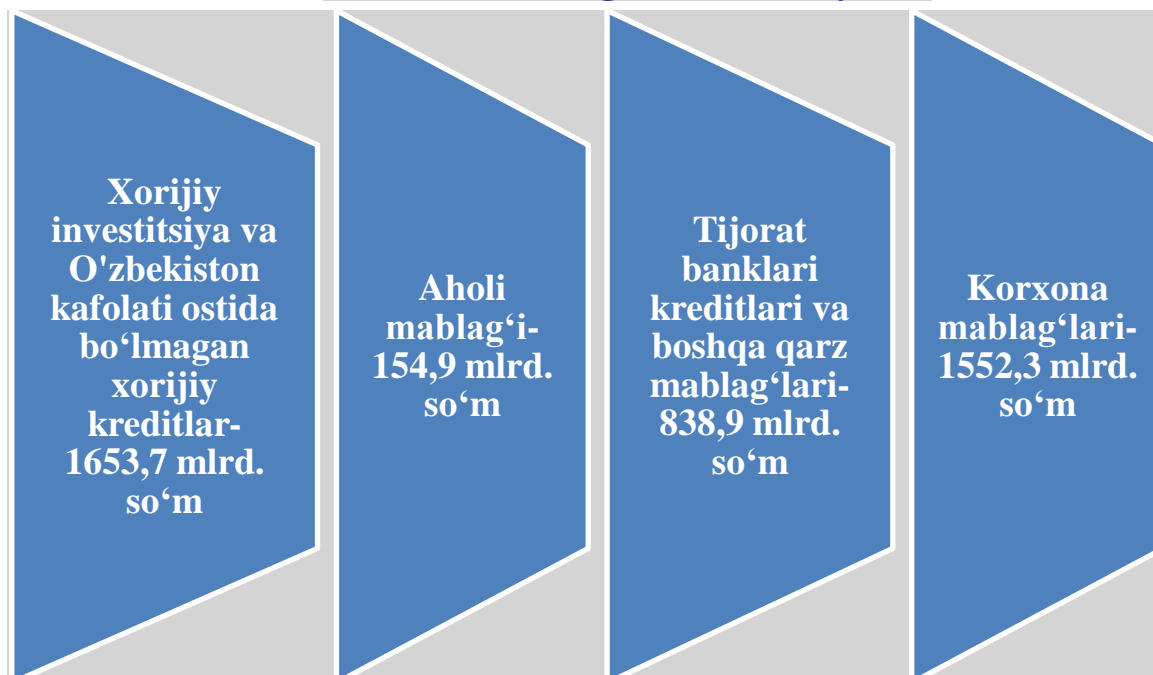 Xorijiy
investitsiya va
O'zbekiston
kafolati ostida
bo‘lmagan
xorijiy
kreditlar-
1653,7 mlrd.
so‘m
Aholi
mablag‘i-
154,9 mlrd.
so‘m
Tijorat
banklari
kreditlari va
boshqa qarz
mablag‘lari-
838,9 mlrd.
so‘m
Korxona
mablag‘lari-
1552,3 mlrd.
so‘m